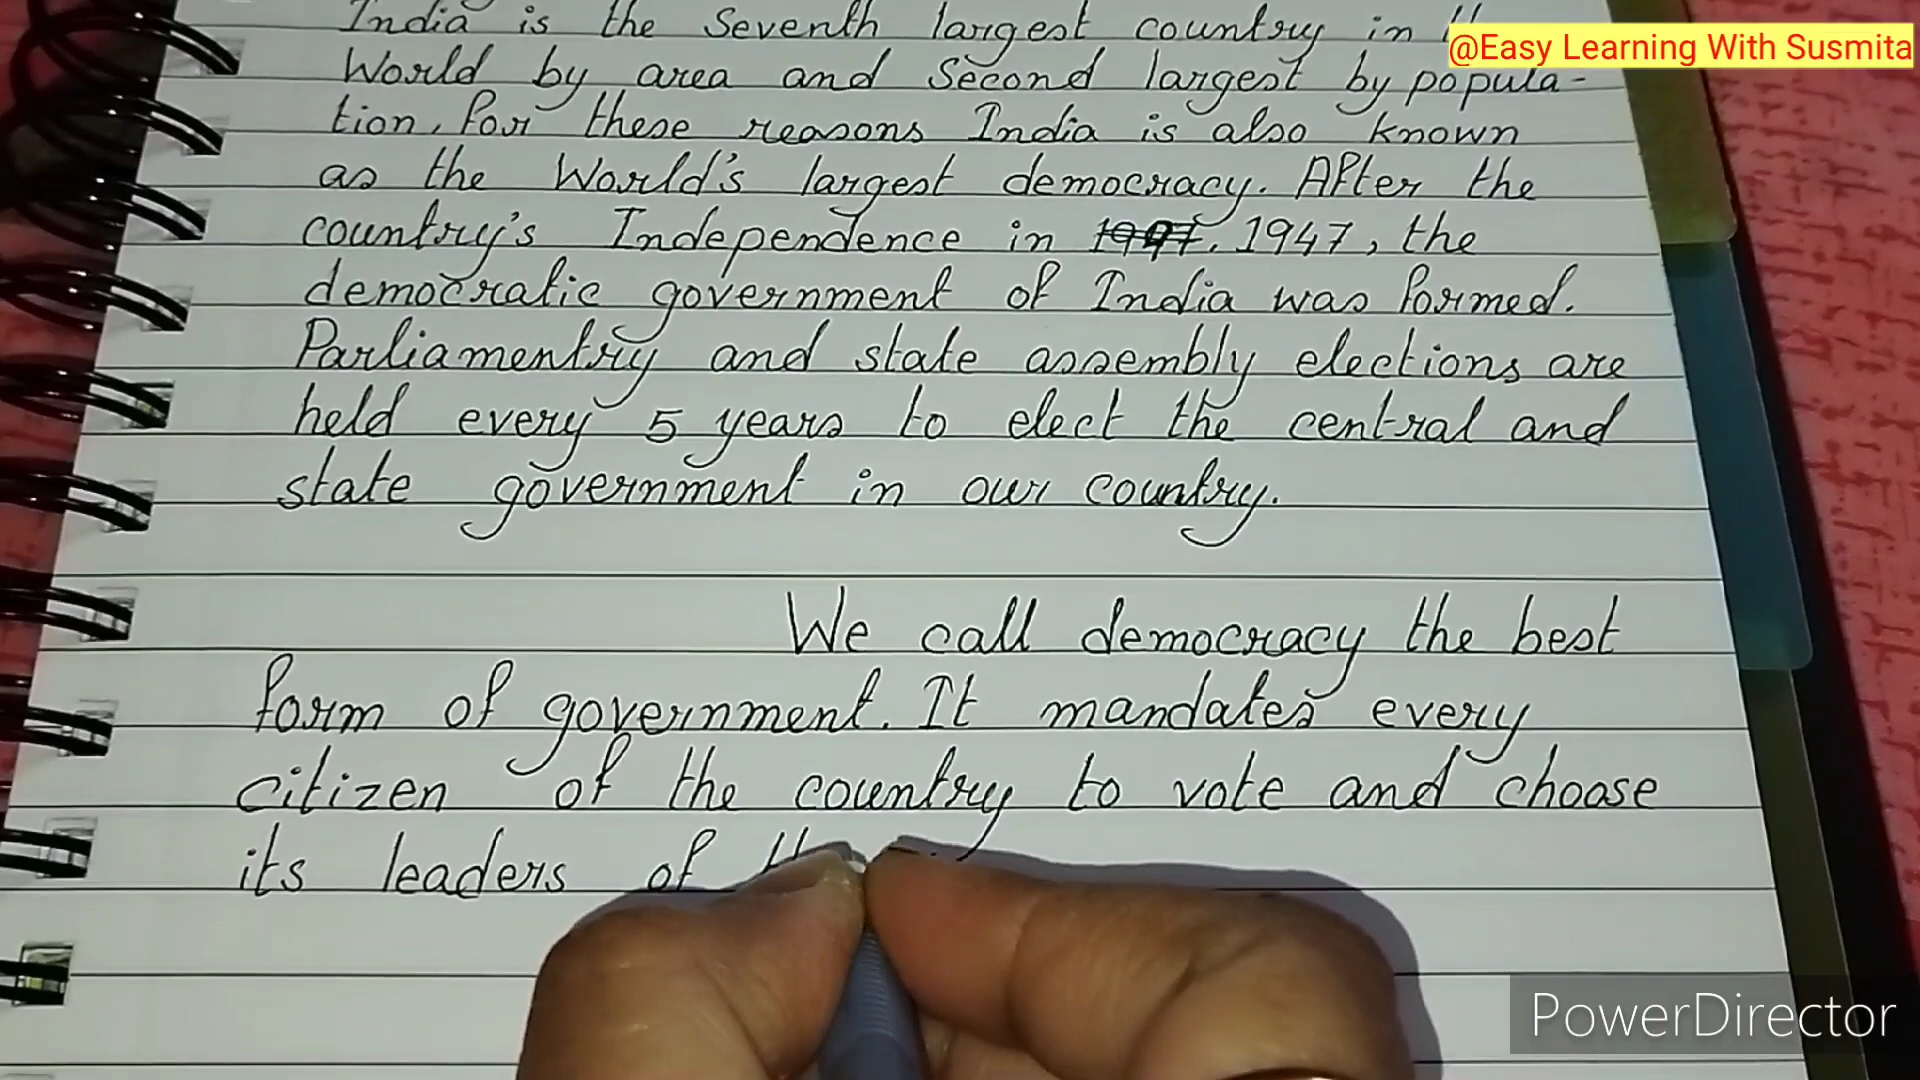 India is the Seventh largest country in
@Easy Learning With Susmita
World by area and Second largest by popula-
tion. For these reasons India is also known
as the World's largest democracy. After the
country's Independence in 1947, the
democratic government of India was formed.
Parliamentry and state assembly elections are
held every 5 years to elect the central and
state government in our country.
We call democracy the best
form of government. It mandates every
citizen of the country to vote and choose
its leaders of
PowerDirector